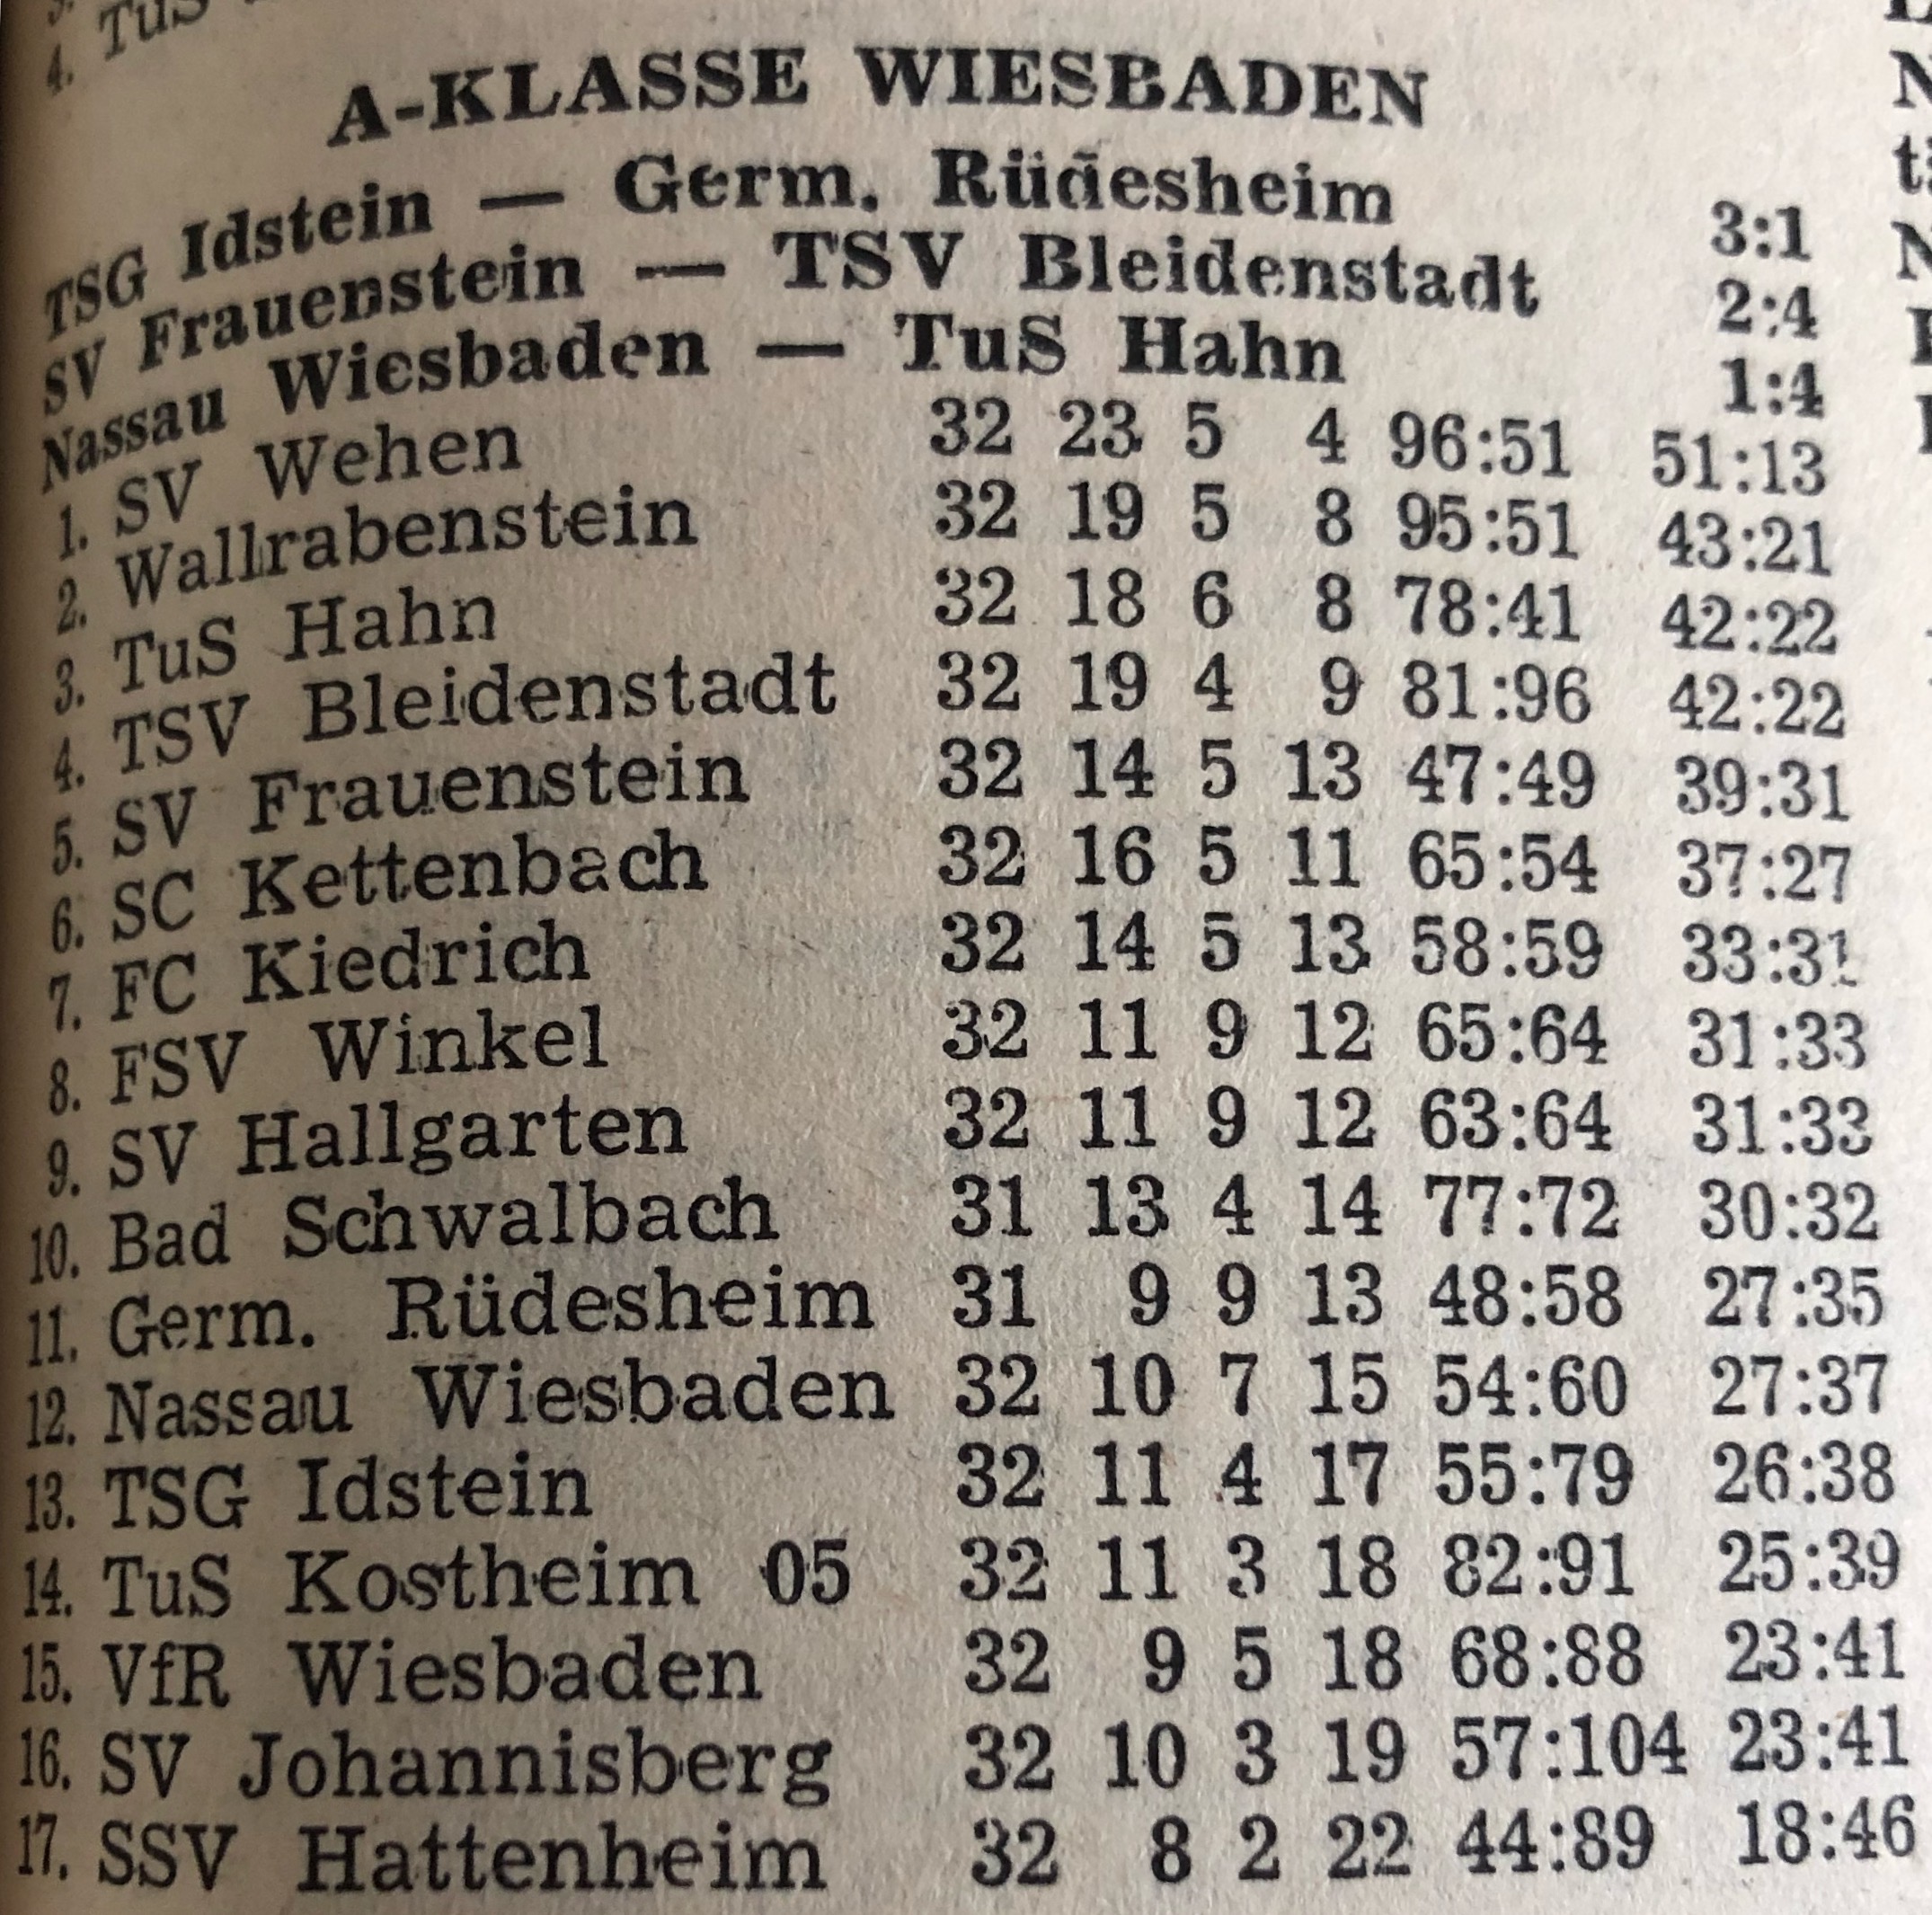 4. TuS
A-KLASSE WIESBADEN
TSG Idstein — Germ. Rüdesheim 3:1
SV Frauenstein — TSV Bleidenstadt 2:4
Nassau Wiesbaden — TuS Hahn 1:4
1. SV Wehen 32 23 5 4 96:51 51:13
2. Wallrabenstein 32 19 5 8 95:51 43:21
3. TuS Hahn 32 18 6 8 78:41 42:22
4. TSV Bleidenstadt 32 19 4 9 81:96 42:22
5. SV Frauenstein 32 14 5 13 47:49 39:31
6. SC Kettenbach 32 16 5 11 65:54 37:27
7. FC Kiedrich 32 14 5 13 58:59 33:31
8. FSV Winkel 32 11 9 12 65:64 31:33
9. SV Hallgarten 32 11 9 12 63:64 31:33
10. Bad Schwalbach 31 13 4 14 77:72 30:32
11. Germ. Rüdesheim 31 9 9 13 48:58 27:35
12. Nassau Wiesbaden 32 10 7 15 54:60 27:37
13. TSG Idstein 32 11 4 17 55:79 26:38
14. TuS Kostheim 05 32 11 3 18 82:91 25:39
15. VfR Wiesbaden 32 9 5 18 68:88 23:41
16. SV Johannisberg 32 10 3 19 57:104 23:41
17. SSV Hattenheim 32 8 2 22 44:89 18:46